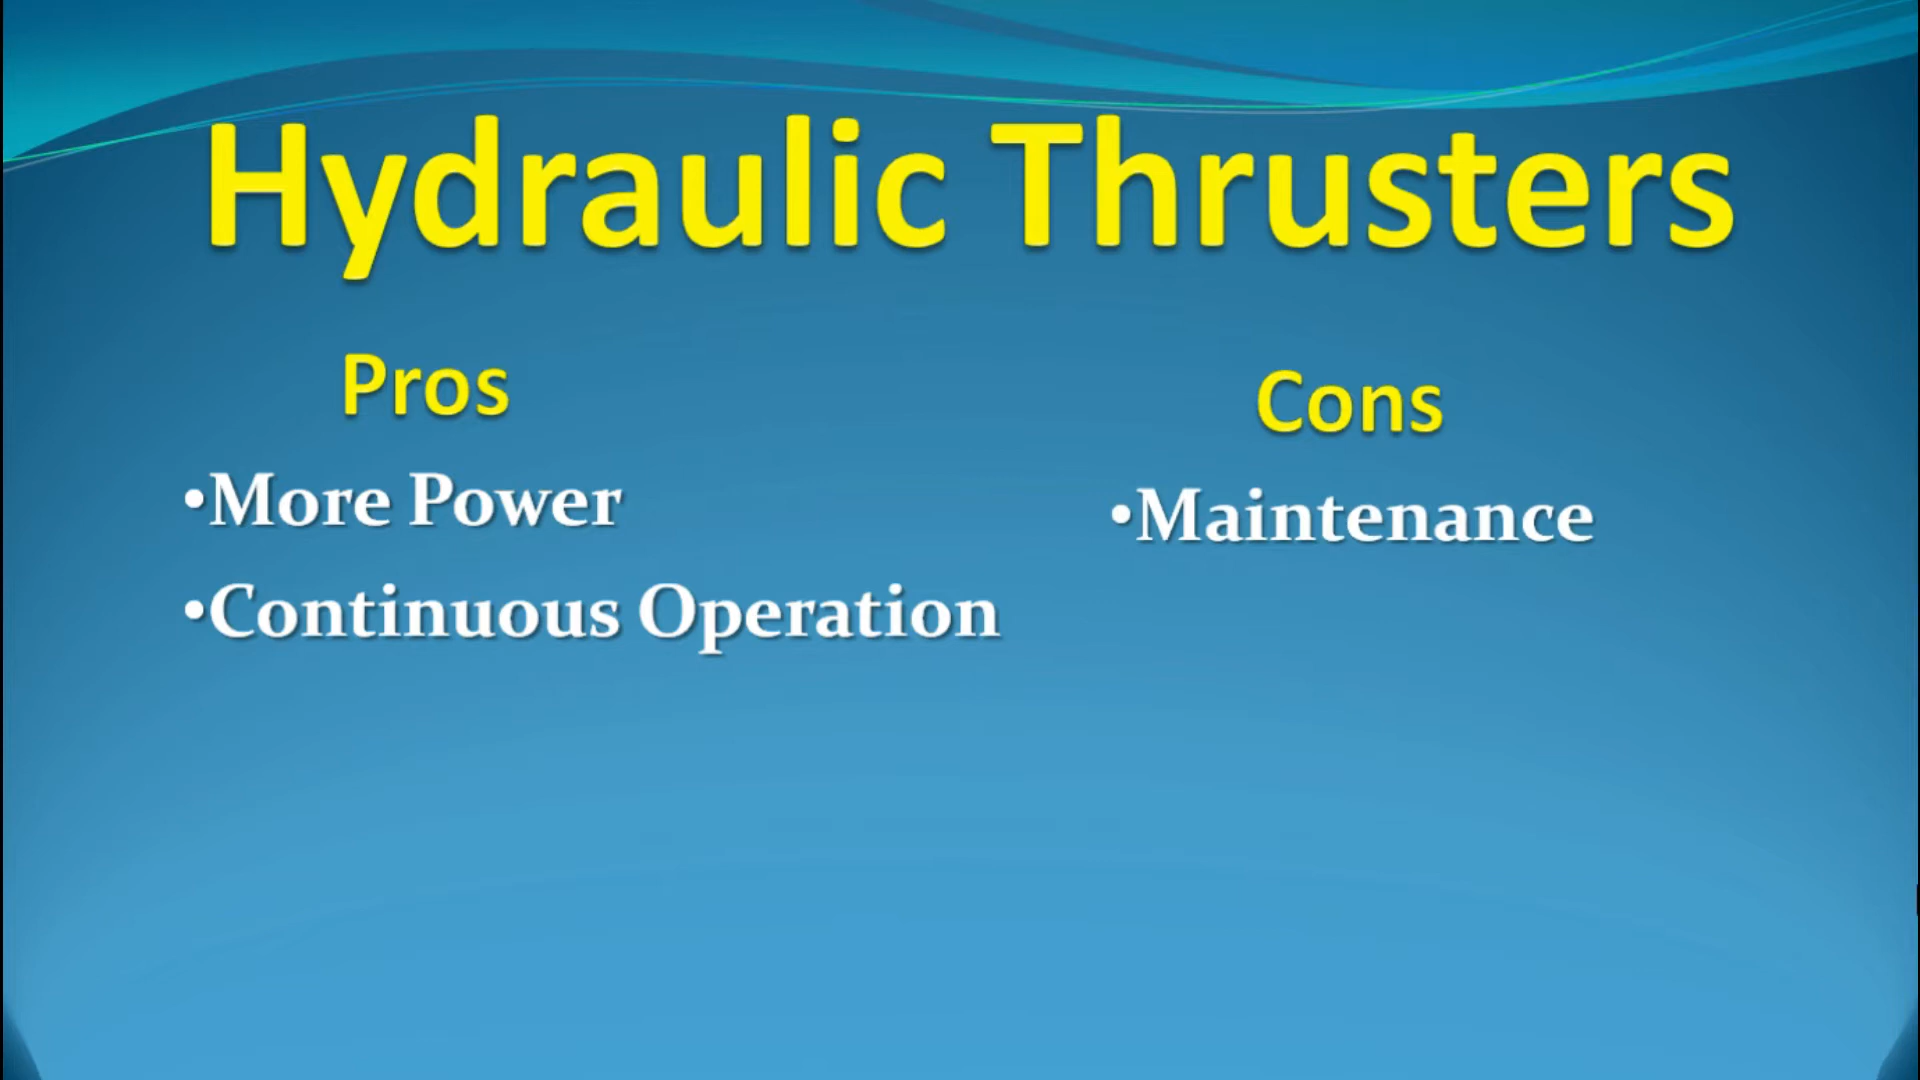 Hydraulic Thrusters
Pros
•More Power
•Continuous Operation
Cons
•Maintenance